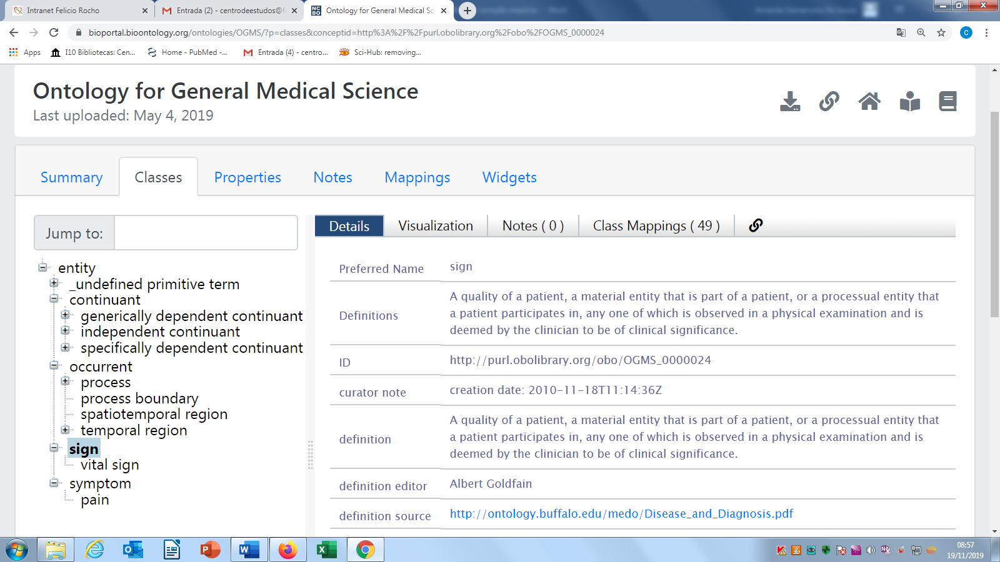 Intranet Felicio Rocho
Entrada (2) - centrodeestudos@f
Ontology for General Medical Sc
bioportal.bioontology.org/ontologies/OGMS/?p=classes&conceptid=http%3A%2F%2Fpurl.obolibrary.org%2Fobo%2FOGMS_0000024
C
Apps
I10 Bibliotecas: Cen...
Home - PubMed -...
Entrada (4) - centro...
Sci-Hub: removing...
Ontology for General Medical Science
Last uploaded: May 4, 2019
Summary
Classes
Properties
Notes
Mappings
Widgets
Jump to:
entity
_undefined primitive term
continuant
generically dependent continuant
independent continuant
specifically dependent continuant
occurrent
process
process boundary
spatiotemporal region
temporal region
sign
vital sign
symptom
pain
Details
Visualization
Notes ( 0 )
Class Mappings ( 49 )
Preferred Name
sign
Definitions
A quality of a patient, a material entity that is part of a patient, or a processual entity that
a patient participates in, any one of which is observed in a physical examination and is
deemed by the clinician to be of clinical significance.
ID
http://purl.obolibrary.org/obo/OGMS_0000024
curator note
creation date: 2010-11-18T11:14:36Z
definition
A quality of a patient, a material entity that is part of a patient, or a processual entity that
a patient participates in, any one of which is observed in a physical examination and is
deemed by the clinician to be of clinical significance.
definition editor
Albert Goldfain
definition source
http://ontology.buffalo.edu/medo/Disease_and_Diagnosis.pdf
08:57
19/11/2019